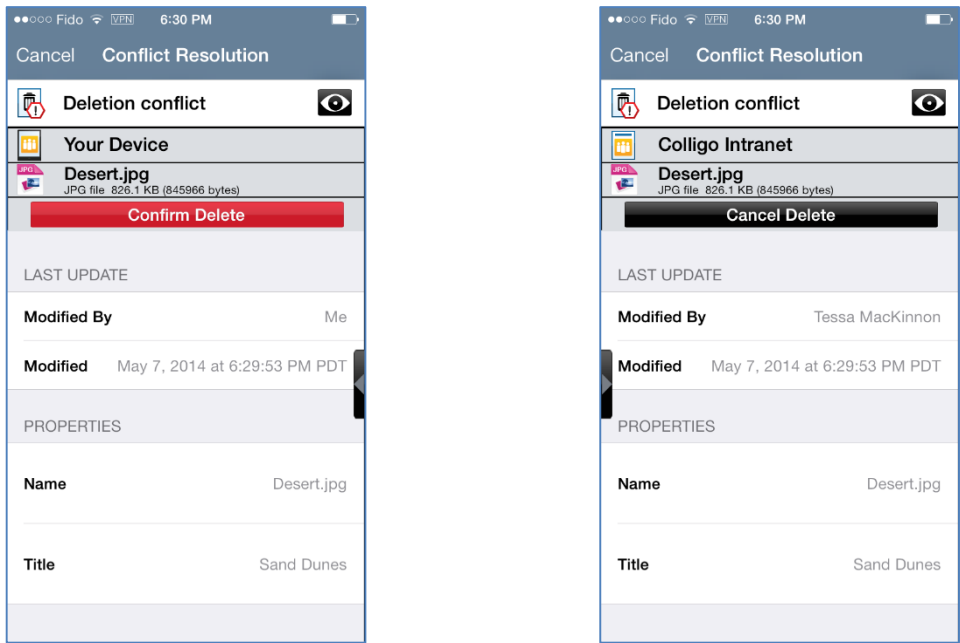 ●●○○○ Fido VPN 6:30 PM
Cancel Conflict Resolution
Deletion conflict
Your Device
JPG
Desert.jpg
JPG file 826.1 KB (845966 bytes)
Confirm Delete
LAST UPDATE
Modified By Me
Modified May 7, 2014 at 6:29:53 PM PDT
PROPERTIES
Name Desert.jpg
Title Sand Dunes
●●○○○ Fido VPN 6:30 PM
Cancel Conflict Resolution
Deletion conflict
Colligo Intranet
JPG
Desert.jpg
JPG file 826.1 KB (845966 bytes)
Cancel Delete
LAST UPDATE
Modified By Tessa MacKinnon
Modified May 7, 2014 at 6:29:53 PM PDT
PROPERTIES
Name Desert.jpg
Title Sand Dunes